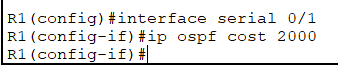 R1(config)#interface serial 0/1
R1(config-if)#ip ospf cost 2000
R1(config-if)#